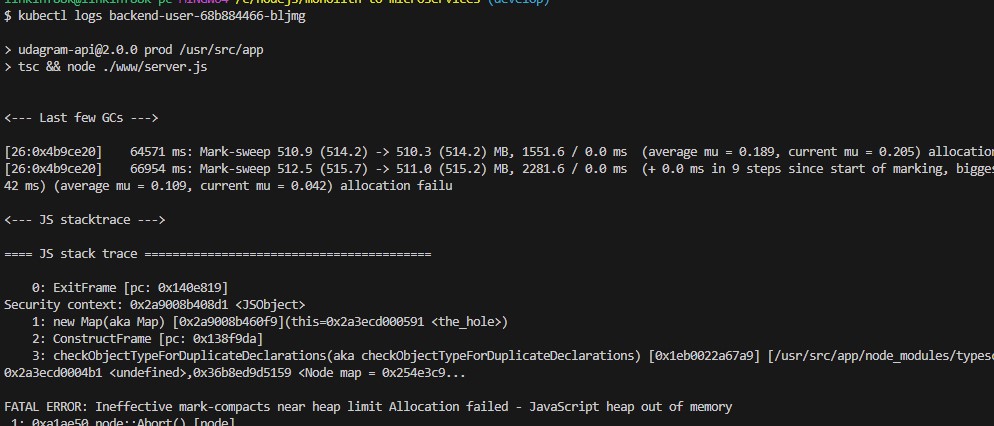 $ kubectl logs backend-user-68b884466-bljmg
> udagram-api@2.0.0 prod /usr/src/app
> tsc && node ./www/server.js
<--- Last few GCs --->
[26:0x4b9ce20]    64571 ms: Mark-sweep 510.9 (514.2) -> 510.3 (514.2) MB, 1551.6 / 0.0 ms  (average mu = 0.189, current mu = 0.205) allocation
[26:0x4b9ce20]    66954 ms: Mark-sweep 512.5 (515.7) -> 511.0 (515.2) MB, 2281.6 / 0.0 ms  (+ 0.0 ms in 9 steps since start of marking, bigges
42 ms) (average mu = 0.109, current mu = 0.042) allocation failu
<--- JS stacktrace --->
==== JS stack trace =========================================
    0: ExitFrame [pc: 0x140e819]
Security context: 0x2a9008b408d1 <JSObject>
    1: new Map(aka Map) [0x2a9008b460f9](this=0x2a3ecd000591 <the_hole>)
    2: ConstructFrame [pc: 0x138f9da]
    3: checkObjectTypeForDuplicateDeclarations(aka checkObjectTypeForDuplicateDeclarations) [0x1eb0022a67a9] [/usr/src/app/node_modules/typesc
0x2a3ecd0004b1 <undefined>,0x36b8ed9d5159 <Node map = 0x254e3c9...
FATAL ERROR: Ineffective mark-compacts near heap limit Allocation failed - JavaScript heap out of memory
 1: 0xa1ae50 node::Abort() [node]